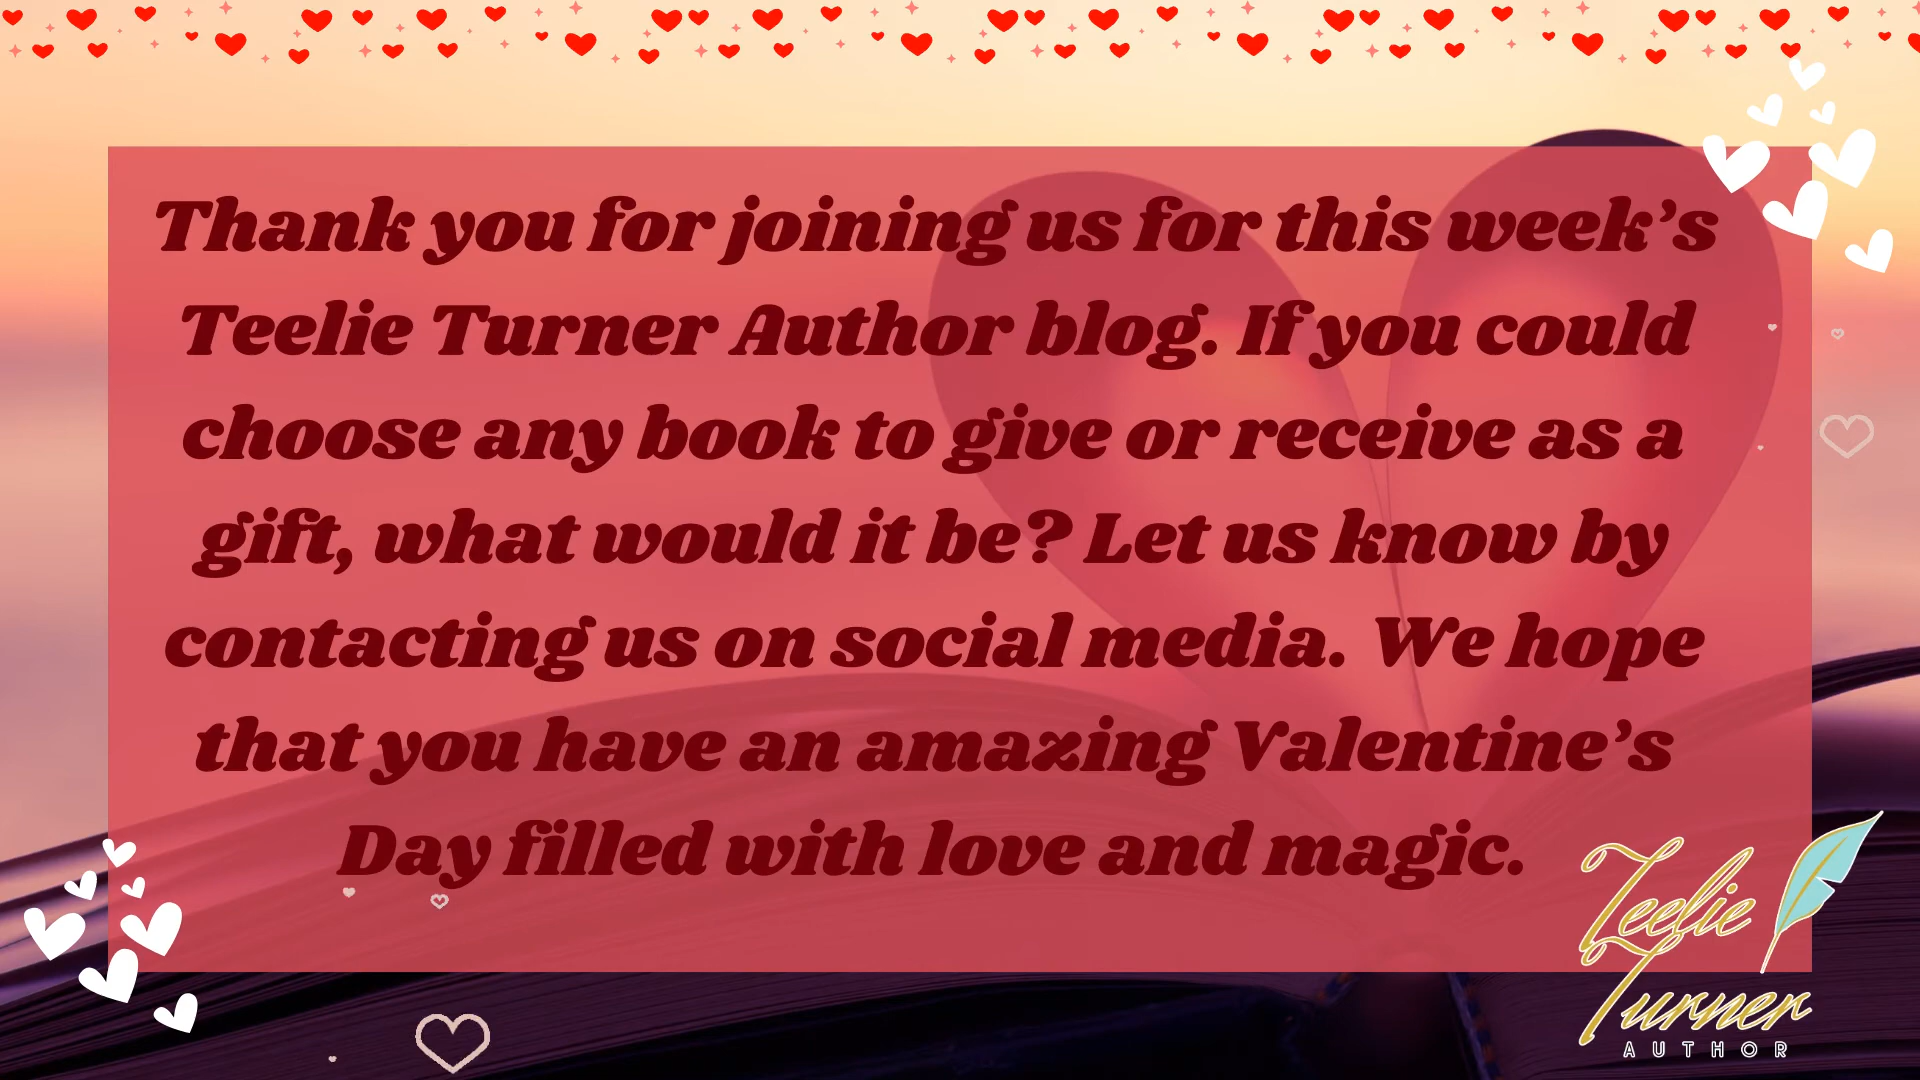 Thank you for joining us for this week’s
Teelie Turner Author blog. If you could
choose any book to give or receive as a
gift, what would it be? Let us know by
contacting us on social media. We hope
that you have an amazing Valentine’s
Day filled with love and magic.
Teelie
Turner
AUTHOR